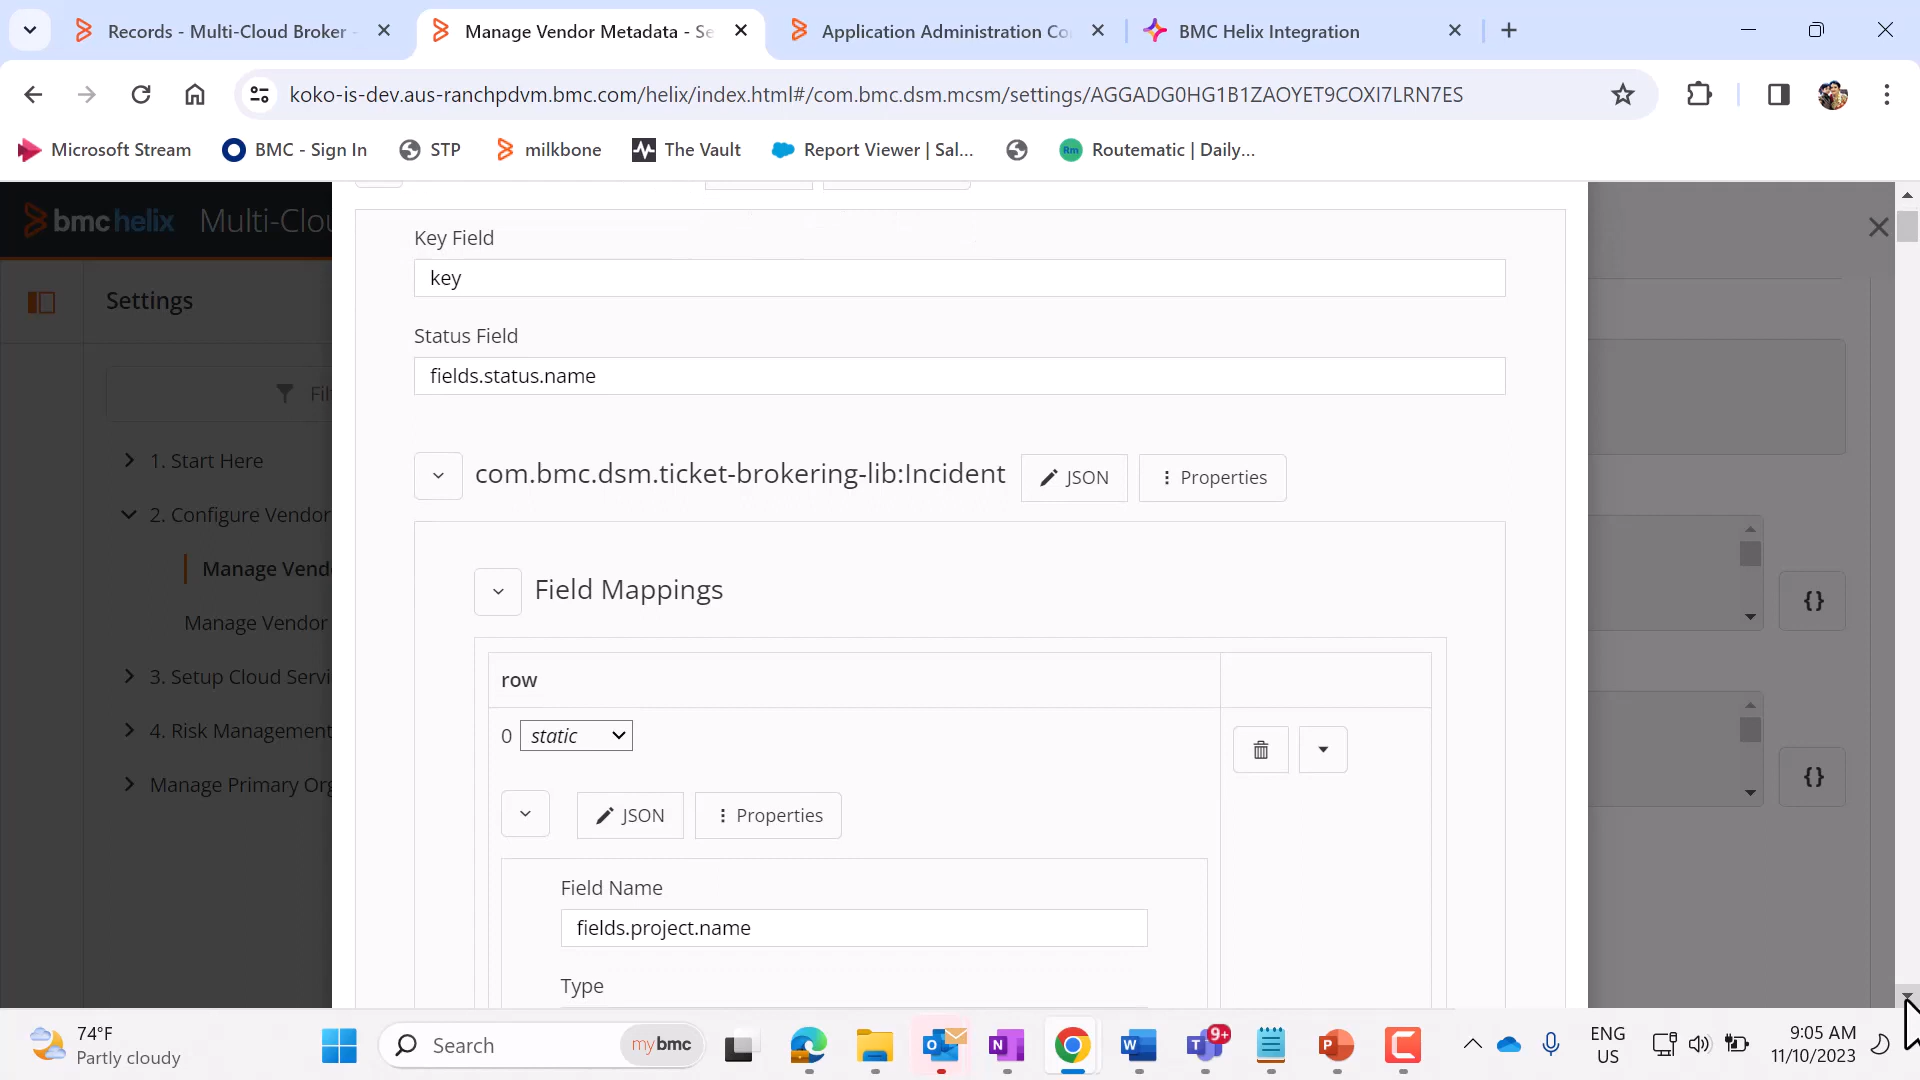 Records - Multi-Cloud Broker -
Manage Vendor Metadata - Se
Application Administration Co
BMC Helix Integration
koko-is-dev.aus-ranchpdvm.bmc.com/helix/index.html#/com.bmc.dsm.mcsm/settings/AGGADG0HG1B1ZAOYET9COXI7LRN7ES
Microsoft Stream
BMC - Sign In
STP
milkbone
The Vault
Report Viewer | Sal...
Rm
Routematic | Daily...
bmchelix
Multi-Clou
Settings
Filt
1. Start Here
2. Configure Vendor
Manage Vend
Manage Vendor
3. Setup Cloud Servi
4. Risk Management
Manage Primary Org
Key Field
key
Status Field
fields.status.name
com.bmc.dsm.ticket-brokering-lib:Incident
JSON
Properties
Field Mappings
row
0 static
JSON
Properties
Field Name
fields.project.name
Type
{}
{}
74°F
Partly cloudy
Search
mybmc
9+
ENG
US
9:05 AM
11/10/2023